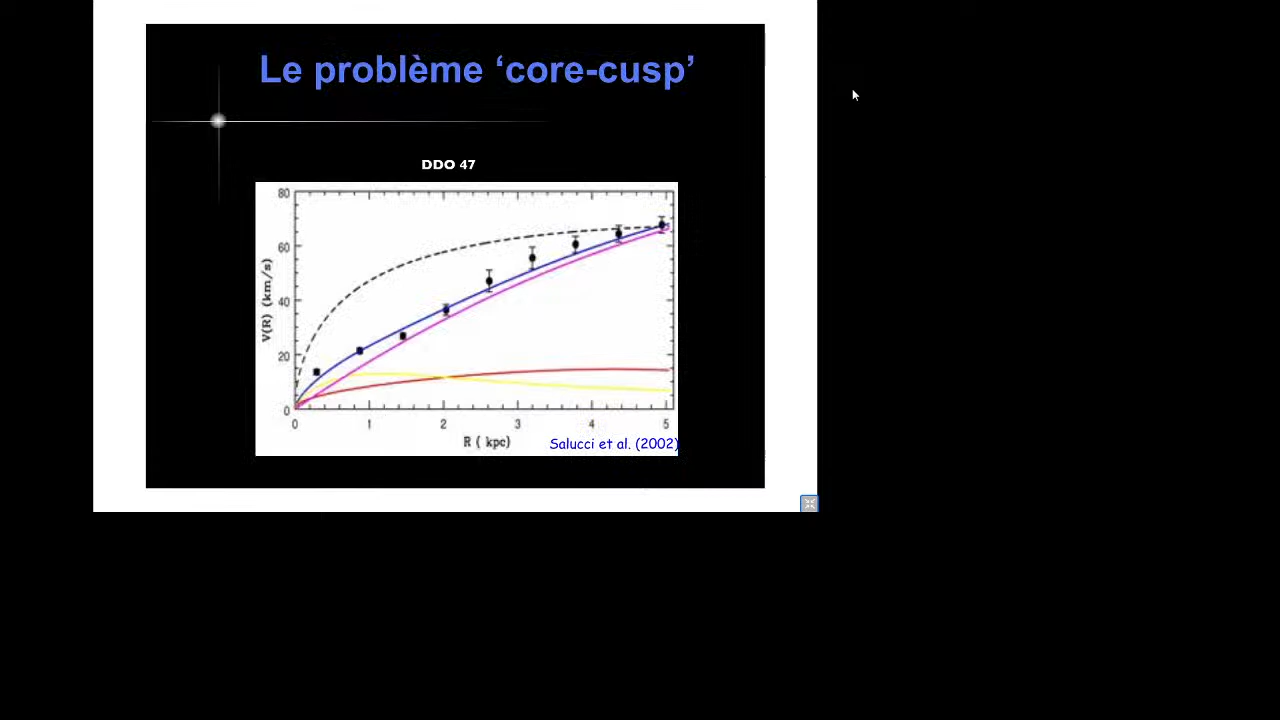 Le problème ‘core-cusp’
DDO 47
80
60
40
20
0
V(R) (km/s)
0 1 2 3 4 5
R ( kpc)
Salucci et al. (2002)